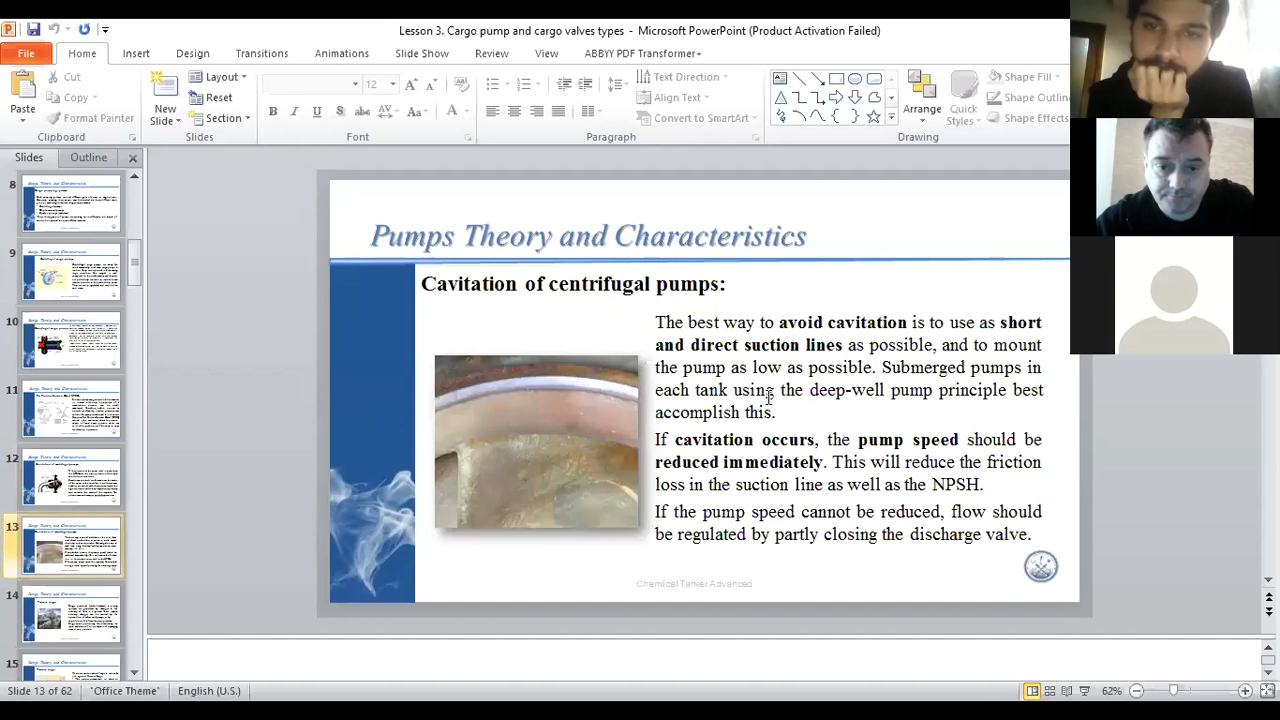 Lesson 3. Cargo pump and cargo valves types - Microsoft PowerPoint (Product Activation Failed)
File Home Insert Design Transitions Animations Slide Show Review View ABBYY PDF Transformer+
Cut
Copy
Format Painter
Paste
Clipboard
New
Slide
Layout
Reset
Section
Slides
12
Font
Text Direction
Align Text
Convert to SmartArt
Paragraph
Arrange
Quick
Styles
Shape Fill
Shape Outline
Shape Effects
Drawing
Slides Outline
8
9
10
11
12
13
14
15
Pumps Theory and Characteristics
Cavitation of centrifugal pumps:
The best way to avoid cavitation is to use as short
and direct suction lines as possible, and to mount
the pump as low as possible. Submerged pumps in
each tank using the deep-well pump principle best
accomplish this.
If cavitation occurs, the pump speed should be
reduced immediately. This will reduce the friction
loss in the suction line as well as the NPSH.
If the pump speed cannot be reduced, flow should
be regulated by partly closing the discharge valve.
Chemical Tanker Advanced
Slide 13 of 62 "Office Theme" English (U.S.) 62%